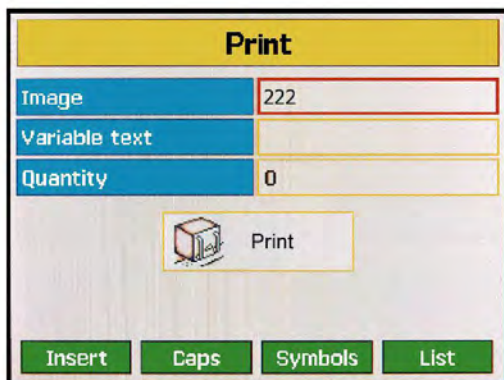 Print
Image 222
Variable text
Quantity 0
Print
Insert Caps Symbols List